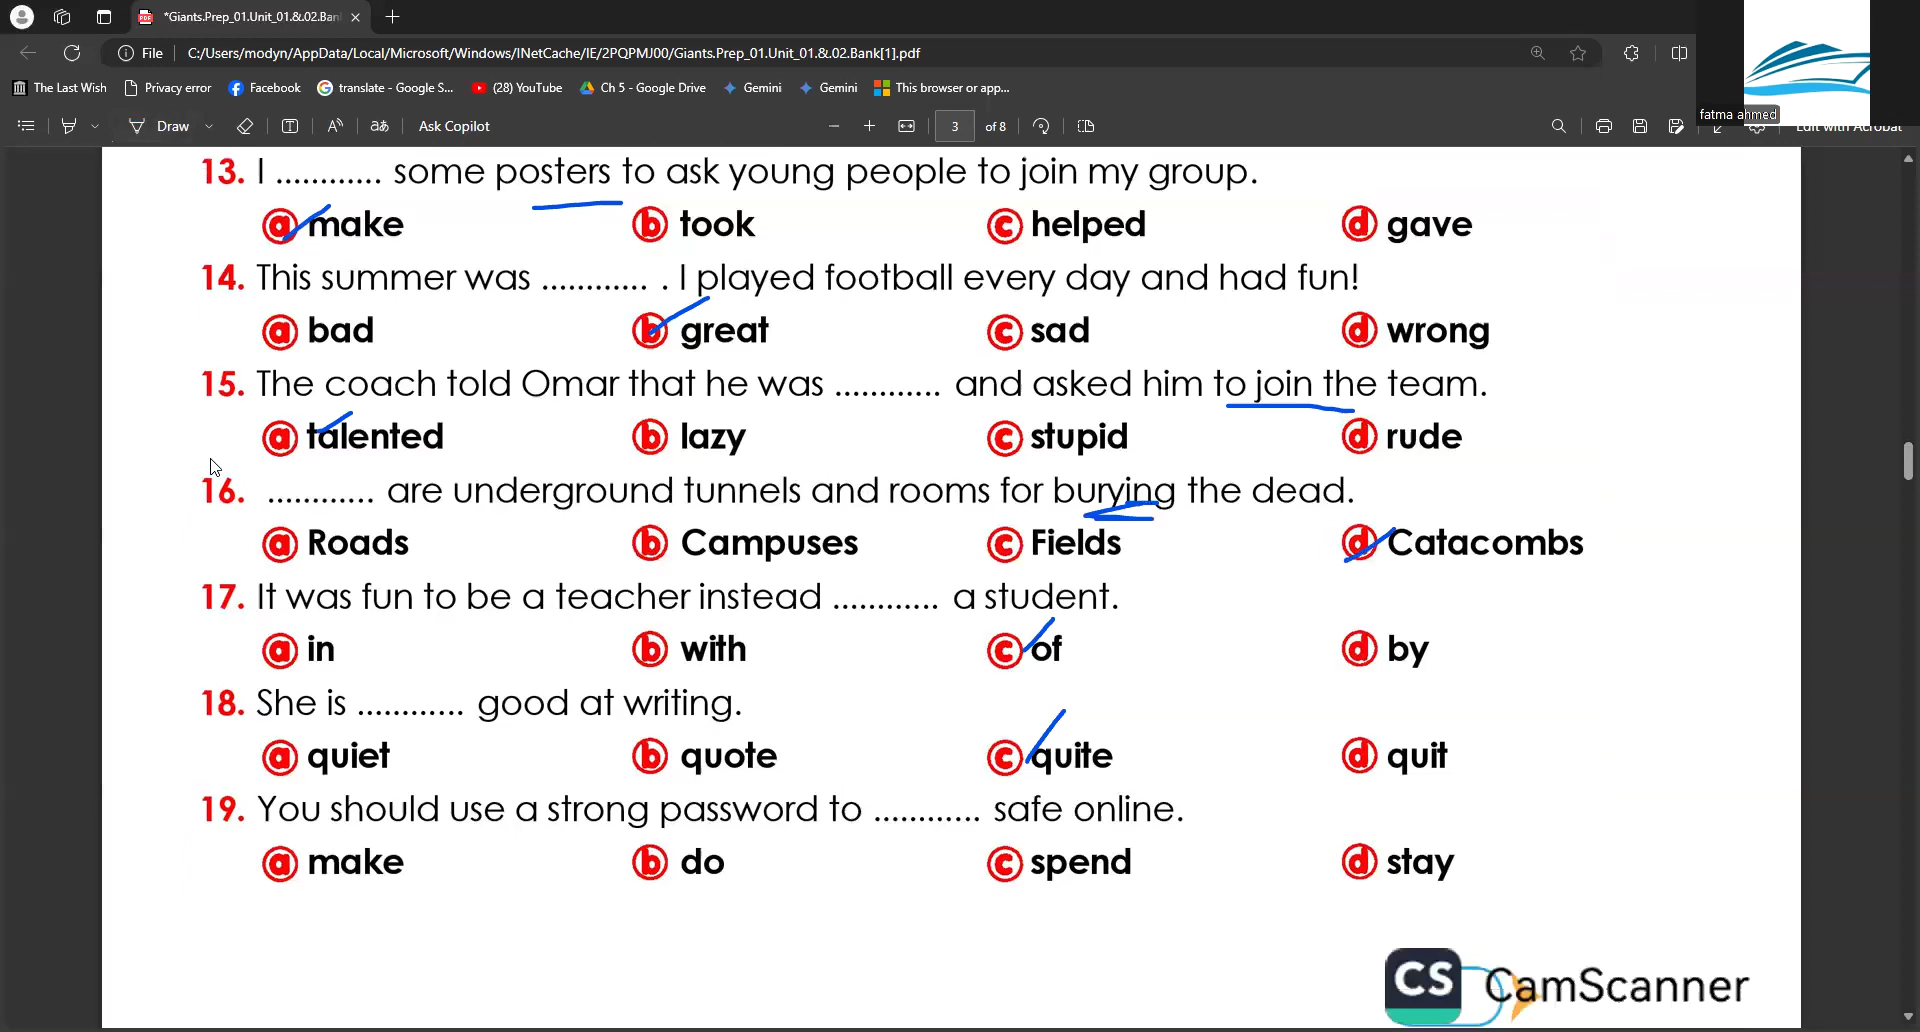 *Giants.Prep_01.Unit_01.&.02.Ban
File C:/Users/modyn/AppData/Local/Microsoft/Windows/INetCache/IE/2PQPMJ00/Giants.Prep_01.Unit_01.&.02.Bank[1].pdf
The Last Wish Privacy error Facebook translate - Google S... (28) YouTube Ch 5 - Google Drive Gemini Gemini This browser or app...
fatma ahmed
Draw Ask Copilot 3 of 8 Edit with Acrobat
13. I ............ some posters to ask young people to join my group.
a make b took c helped d gave
14. This summer was ............ . I played football every day and had fun!
a bad b great c sad d wrong
15. The coach told Omar that he was ............ and asked him to join the team.
a talented b lazy c stupid d rude
16. ............ are underground tunnels and rooms for burying the dead.
a Roads b Campuses c Fields d Catacombs
17. It was fun to be a teacher instead ............ a student.
a in b with c of d by
18. She is ............ good at writing.
a quiet b quote c quite d quit
19. You should use a strong password to ............ safe online.
a make b do c spend d stay
CS CamScanner